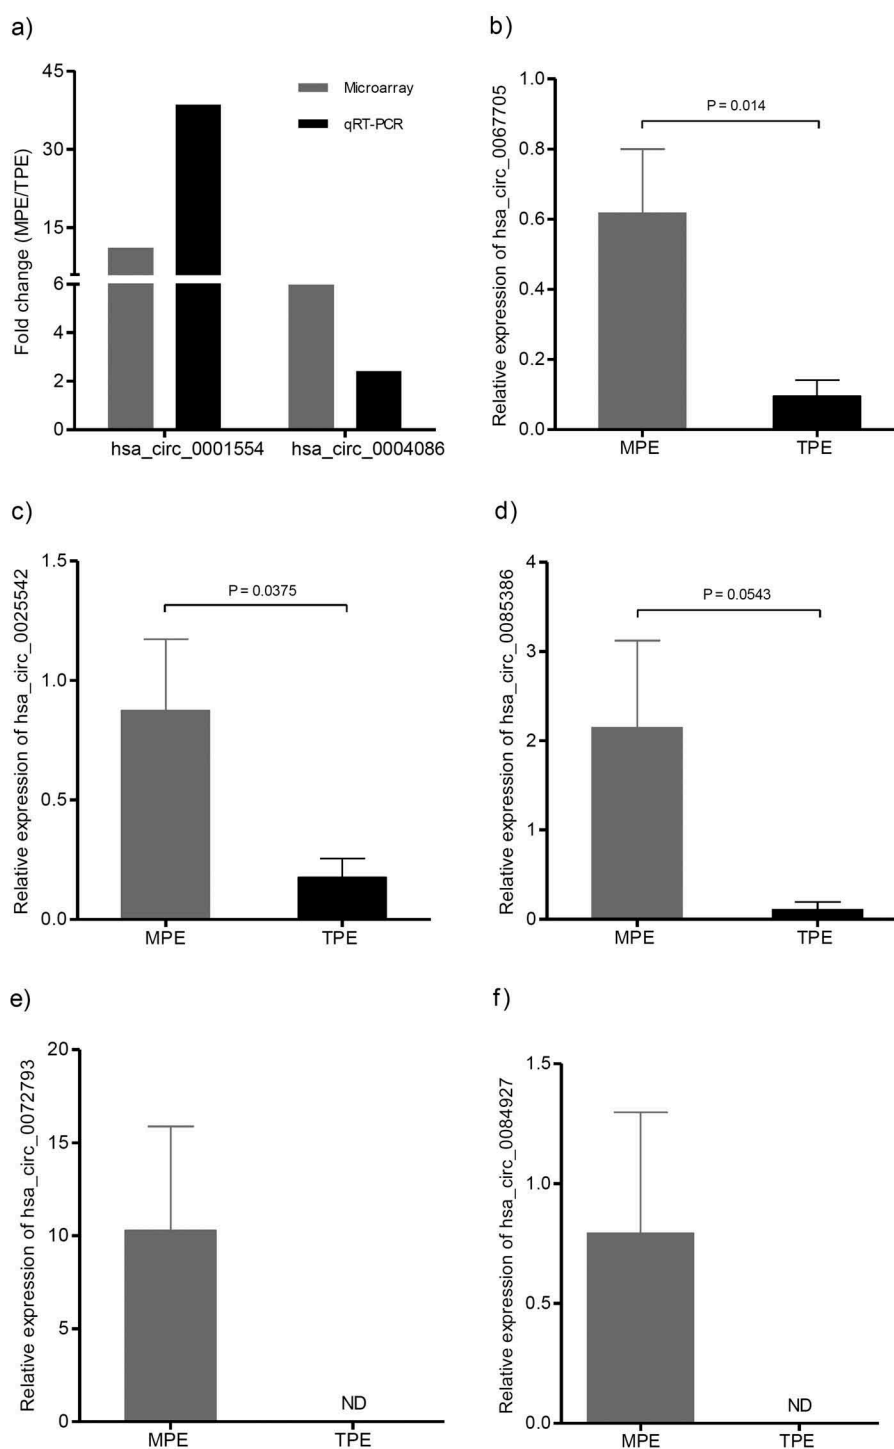 a)
Fold change (MPE/TPE)
45
30
15
6
4
2
0
Microarray
qRT-PCR
hsa_circ_0001554
hsa_circ_0004086
b)
Relative expression of hsa_circ_0067705
1.0
0.8
0.6
0.4
0.2
0.0
P = 0.014
MPE
TPE
c)
Relative expression of hsa_circ_0025542
1.5
1.0
0.5
0.0
P = 0.0375
MPE
TPE
d)
Relative expression of hsa_circ_0085386
4
3
2
1
0
P = 0.0543
MPE
TPE
e)
Relative expression of hsa_circ_0072793
20
15
10
5
0
ND
MPE
TPE
f)
Relative expression of hsa_circ_0084927
1.5
1.0
0.5
0.0
ND
MPE
TPE